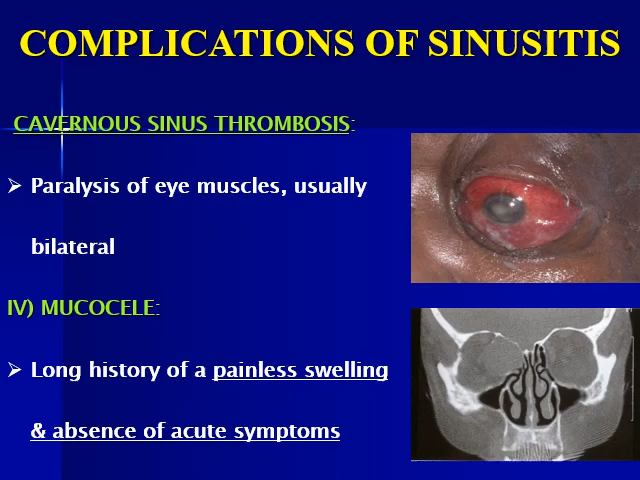 COMPLICATIONS OF SINUSITIS
CAVERNOUS SINUS THROMBOSIS:
➢ Paralysis of eye muscles, usually
bilateral
IV) MUCOCELE:
➢ Long history of a painless swelling
& absence of acute symptoms